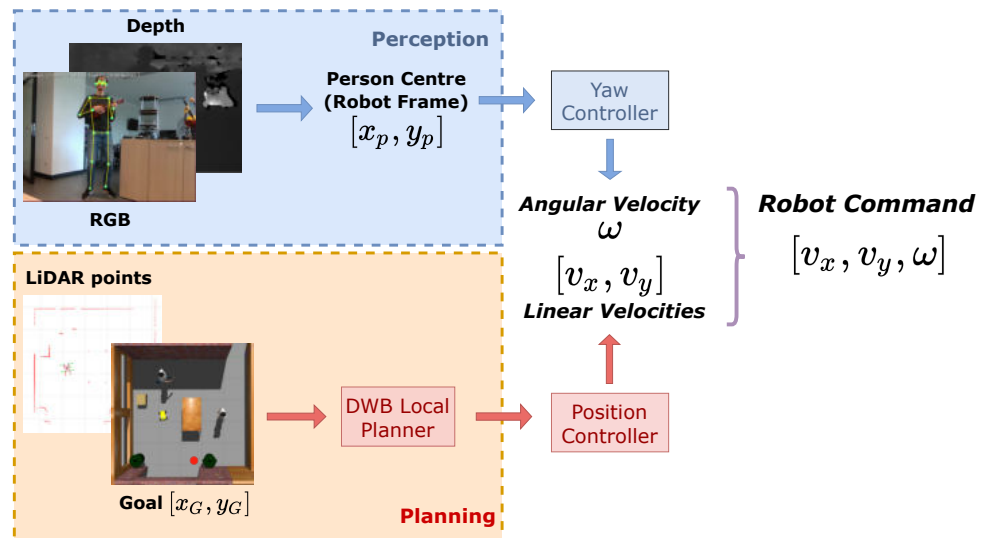 Depth
Perception
Person Centre
(Robot Frame)
[x_p, y_p]
RGB
Yaw
Controller
Angular Velocity
ω
[v_x, v_y]
Linear Velocities
Robot Command
[v_x, v_y, ω]
LiDAR points
DWB Local
Planner
Position
Controller
Goal [x_G, y_G]
Planning